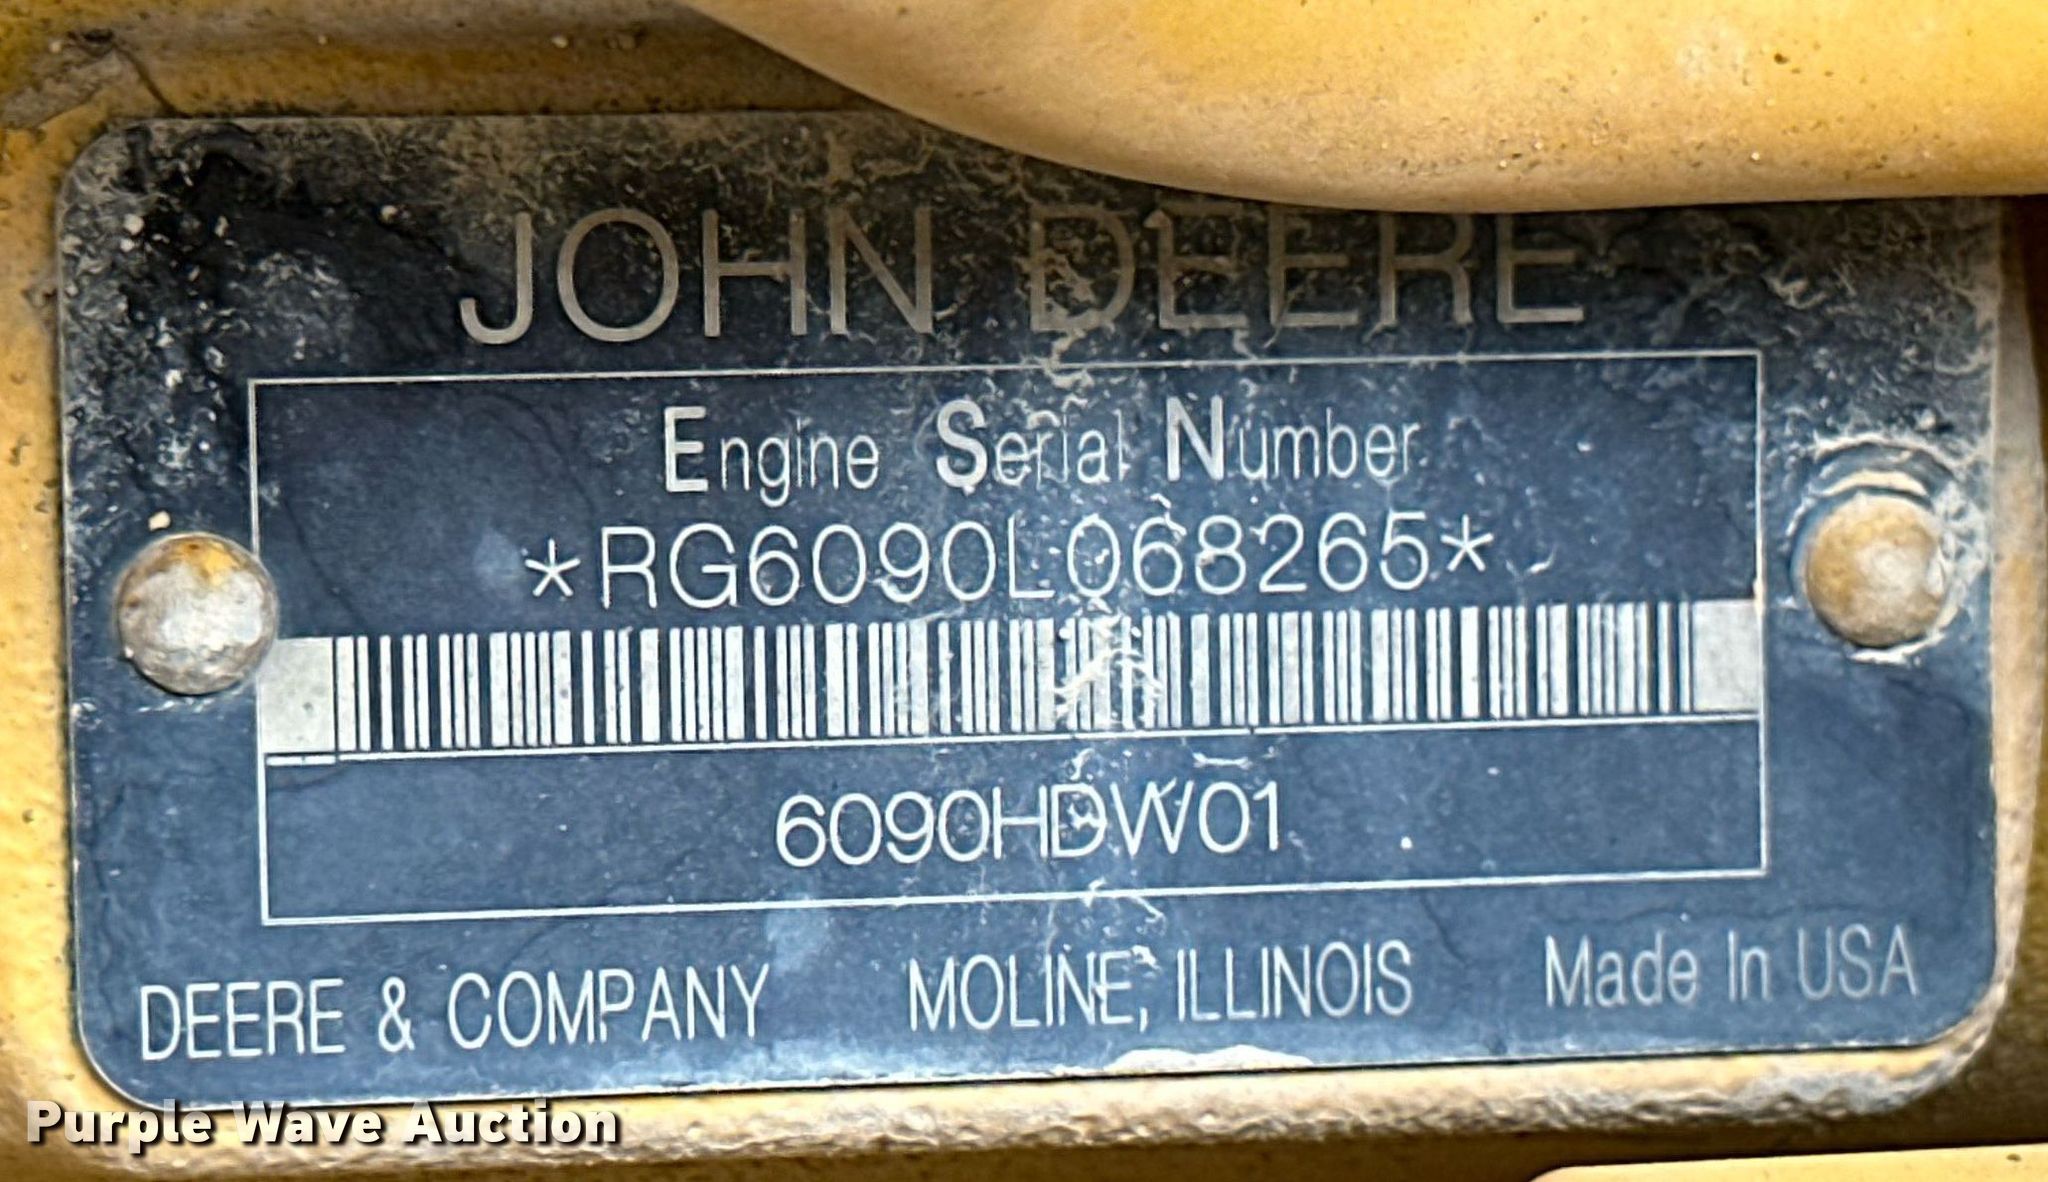 JOHN DEERE
Engine Serial Number
*RG6090L068265*
6090HDW01
DEERE & COMPANY MOLINE, ILLINOIS Made In USA
Purple Wave Auction